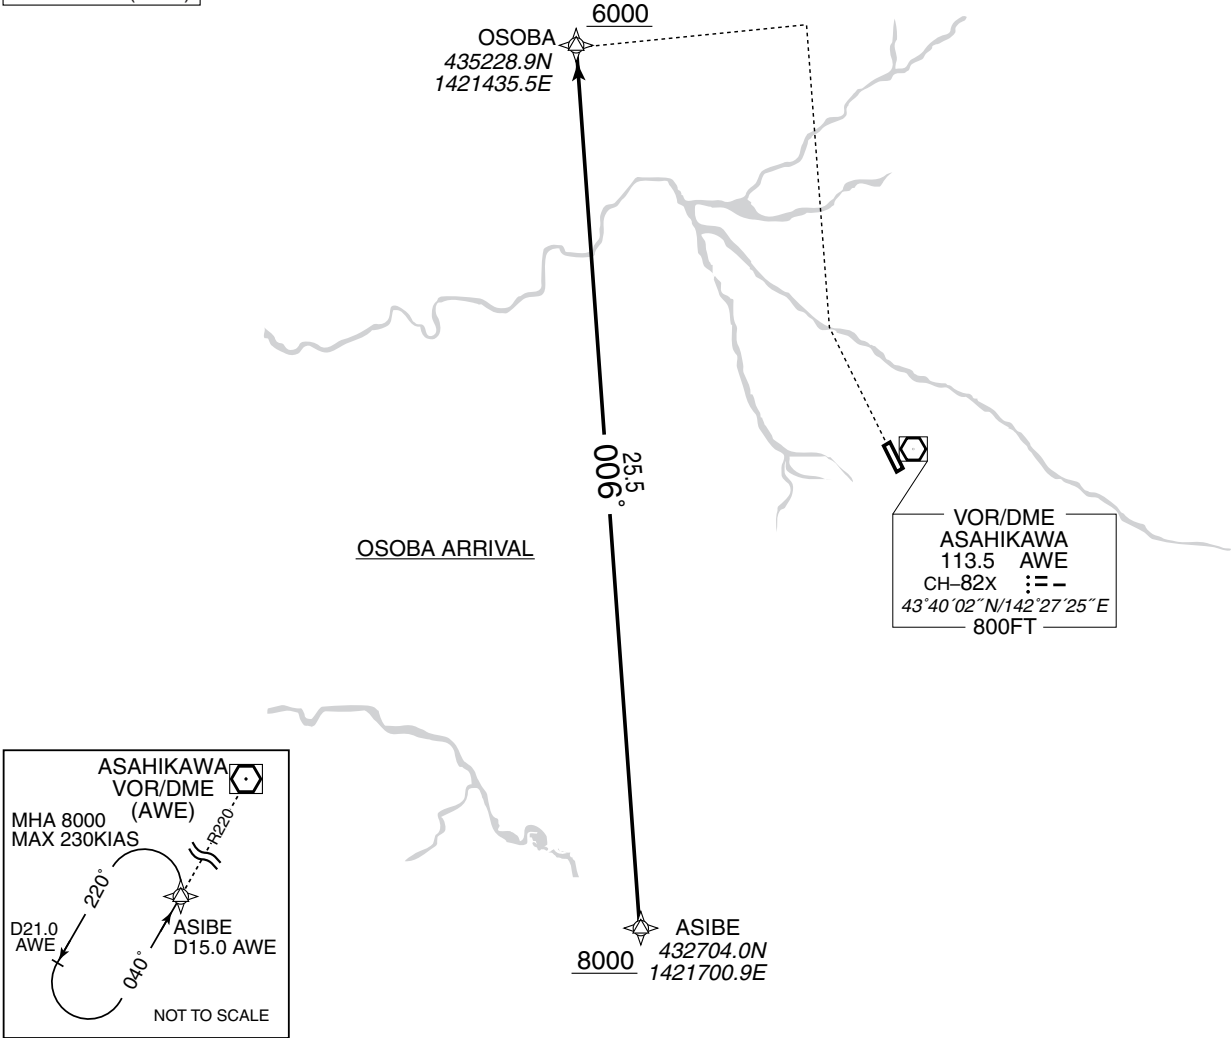 6000
OSOBA
435228.9N
1421435.5E
25.5
006°
OSOBA ARRIVAL
VOR/DME
ASAHIKAWA
113.5 AWE
CH–82X
43°40´02˝N/142°27´25˝E
800FT
ASIBE
432704.0N
1421700.9E
8000
ASAHIKAWA
VOR/DME
(AWE)
MHA 8000
MAX 230KIAS
R220
220°
D21.0
AWE
ASIBE
D15.0 AWE
040°
NOT TO SCALE